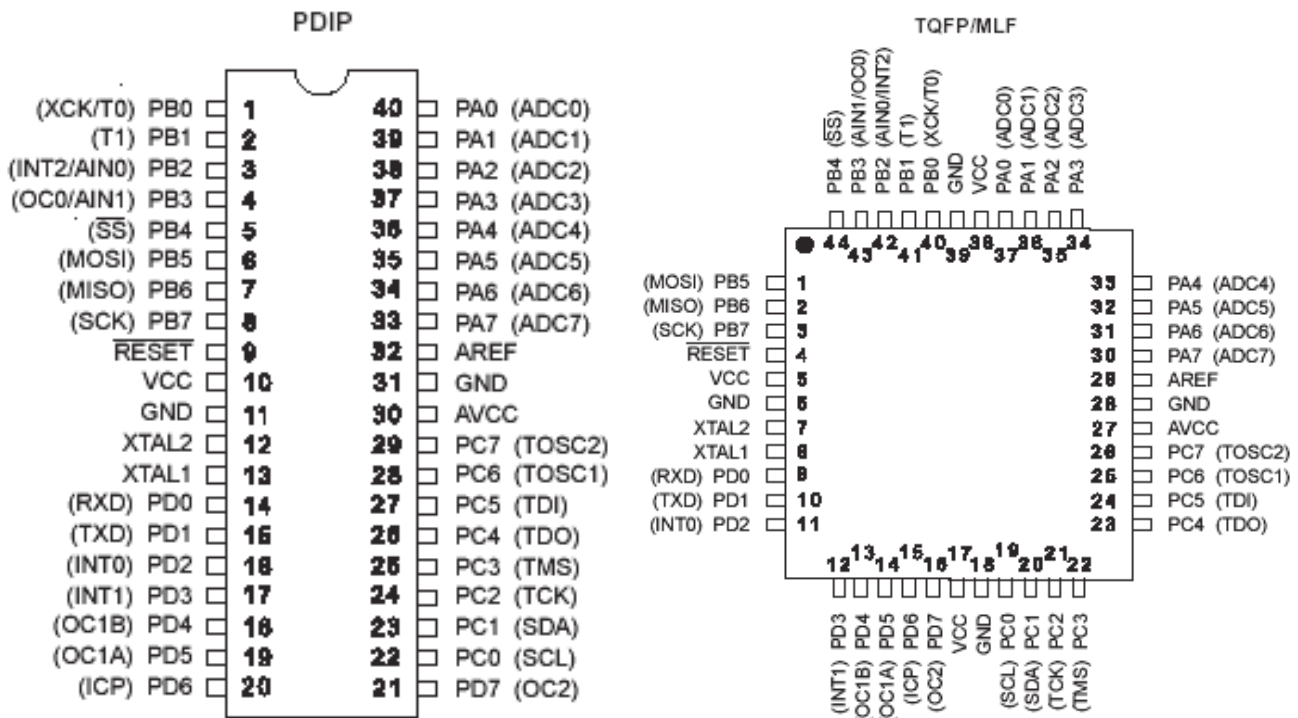 PDIP
(XCK/T0) PB0 1 40 PA0 (ADC0)
(T1) PB1 2 39 PA1 (ADC1)
(INT2/AIN0) PB2 3 38 PA2 (ADC2)
(OC0/AIN1) PB3 4 37 PA3 (ADC3)
(SS) PB4 5 36 PA4 (ADC4)
(MOSI) PB5 6 35 PA5 (ADC5)
(MISO) PB6 7 34 PA6 (ADC6)
(SCK) PB7 8 33 PA7 (ADC7)
RESET 9 32 AREF
VCC 10 31 GND
GND 11 30 AVCC
XTAL2 12 29 PC7 (TOSC2)
XTAL1 13 28 PC6 (TOSC1)
(RXD) PD0 14 27 PC5 (TDI)
(TXD) PD1 15 26 PC4 (TDO)
(INT0) PD2 16 25 PC3 (TMS)
(INT1) PD3 17 24 PC2 (TCK)
(OC1B) PD4 18 23 PC1 (SDA)
(OC1A) PD5 19 22 PC0 (SCL)
(ICP) PD6 20 21 PD7 (OC2)
TQFP/MLF
PB4 (SS)
PB3 (AIN1/OC0)
PB2 (AIN0/INT2)
PB1 (T1)
PB0 (XCK/T0)
GND
VCC
PA0 (ADC0)
PA1 (ADC1)
PA2 (ADC2)
PA3 (ADC3)
44 43 42 41 40 39 38 37 36 35 34
(MOSI) PB5 1 33 PA4 (ADC4)
(MISO) PB6 2 32 PA5 (ADC5)
(SCK) PB7 3 31 PA6 (ADC6)
RESET 4 30 PA7 (ADC7)
VCC 5 29 AREF
GND 6 28 GND
XTAL2 7 27 AVCC
XTAL1 8 26 PC7 (TOSC2)
(RXD) PD0 9 25 PC6 (TOSC1)
(TXD) PD1 10 24 PC5 (TDI)
(INT0) PD2 11 23 PC4 (TDO)
12 13 14 15 16 17 18 19 20 21 22
(INT1) PD3
(OC1B) PD4
(OC1A) PD5
(ICP) PD6
(OC2) PD7
VCC
GND
(SCL) PC0
(SDA) PC1
(TCK) PC2
(TMS) PC3